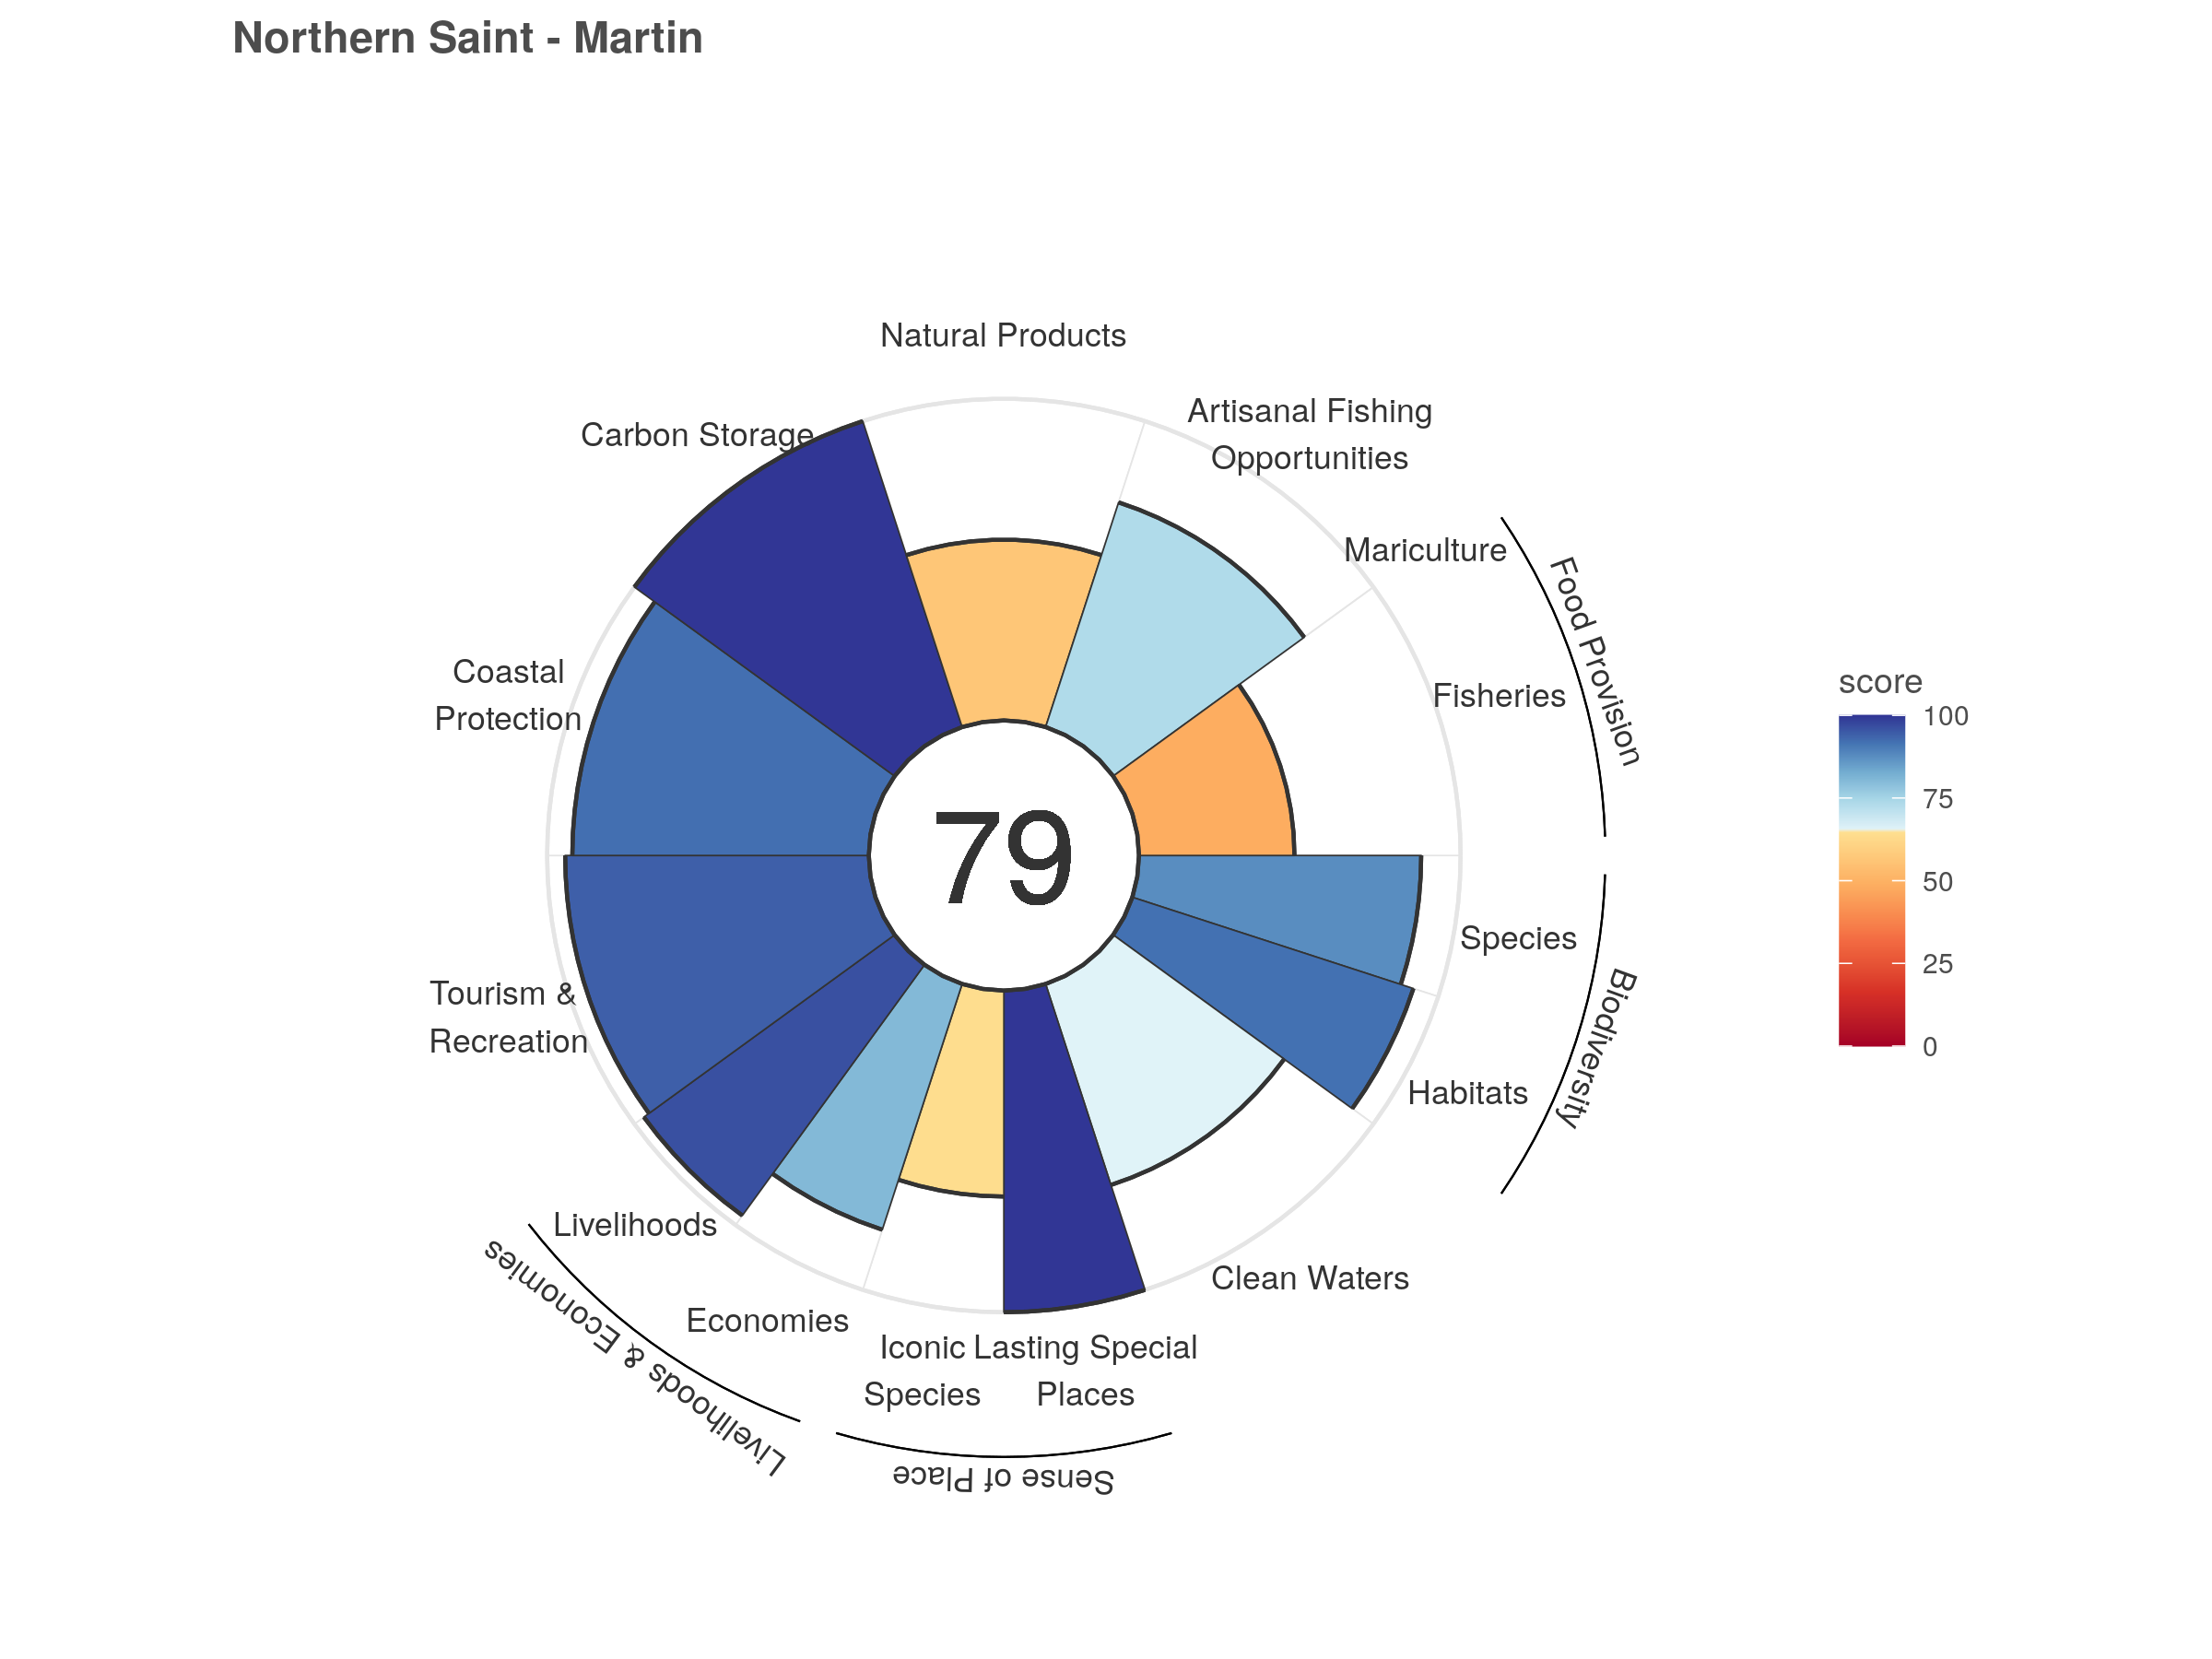 Northern Saint - Martin
Natural Products
Artisanal Fishing
Opportunities
Carbon Storage
Mariculture
Food Provision
Fisheries
Coastal
Protection
79
score
100
75
50
25
0
Species
Biodiversity
Habitats
Tourism &
Recreation
Livelihoods
Clean Waters
Economies
Livelihoods & Economies
Iconic
Species
Lasting Special
Places
Sense of Place